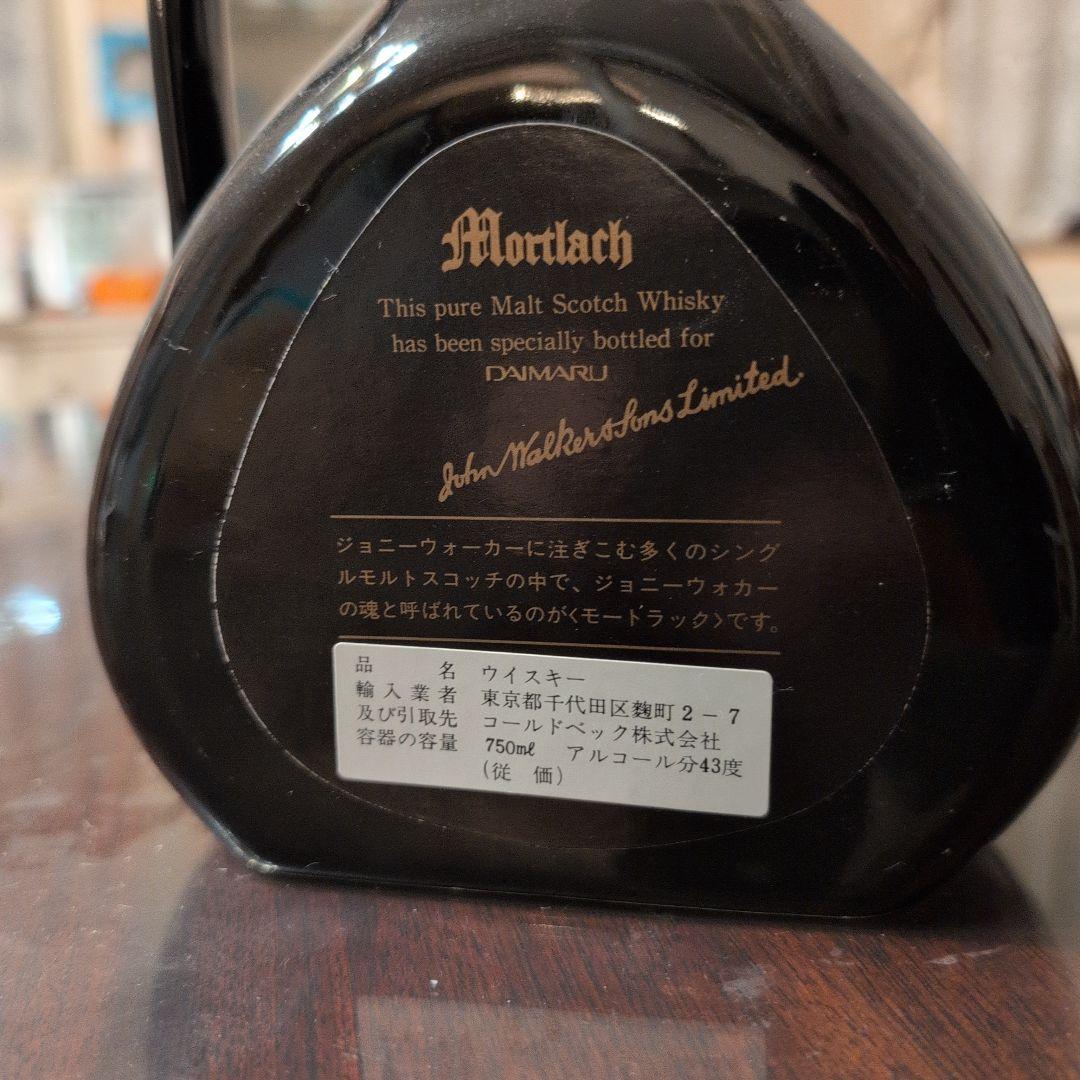 Mortlach
This pure Malt Scotch Whisky
has been specially bottled for
DAIMARU
John Walker & Sons Limited.
ジョニーウォーカーに注ぎこむ多くのシング
ルモルトスコッチの中で、ジョニーウォカー
の魂と呼ばれているのが〈モートラック〉です。
品名 ウイスキー
輸入業者 東京都千代田区麴町2-7
及び引取先 コールドベック株式会社
容器の容量 750mℓ アルコール分43度
(従価)